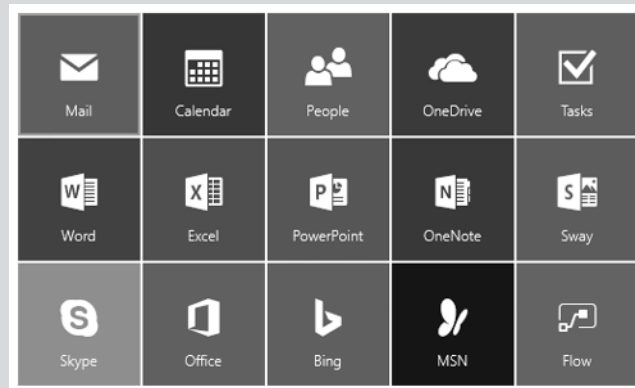 Mail Calendar People OneDrive Tasks
W X P N S
Word Excel PowerPoint OneNote Sway
S
Skype Office Bing MSN Flow